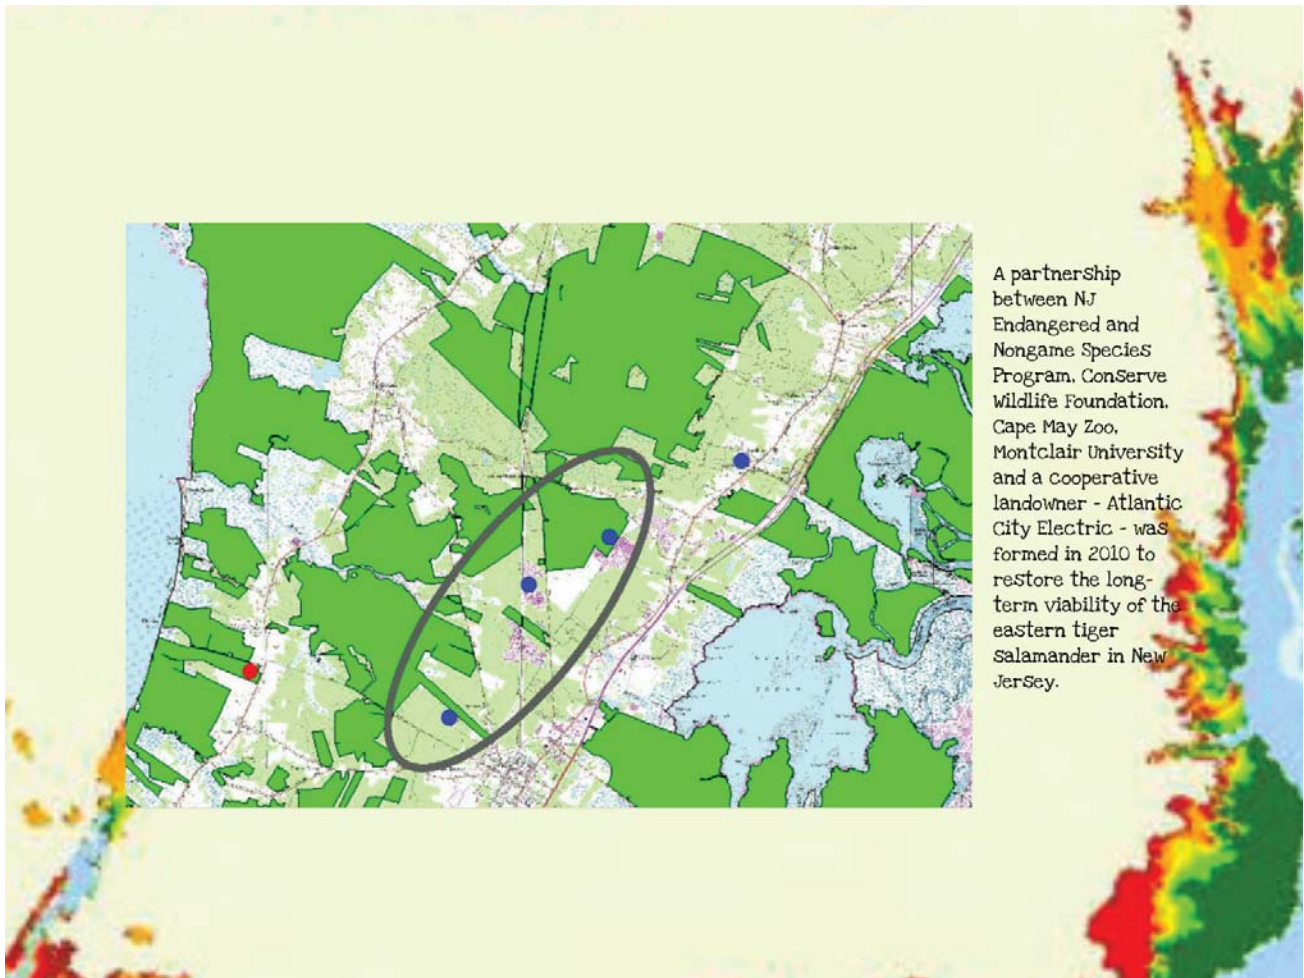 A partnership
between NJ
Endangered and
Nongame Species
Program, Conserve
Wildlife Foundation,
Cape May Zoo,
Montclair University
and a cooperative
landowner - Atlantic
City Electric - was
formed in 2010 to
restore the long-
term viability of the
eastern tiger
salamander in New
Jersey.